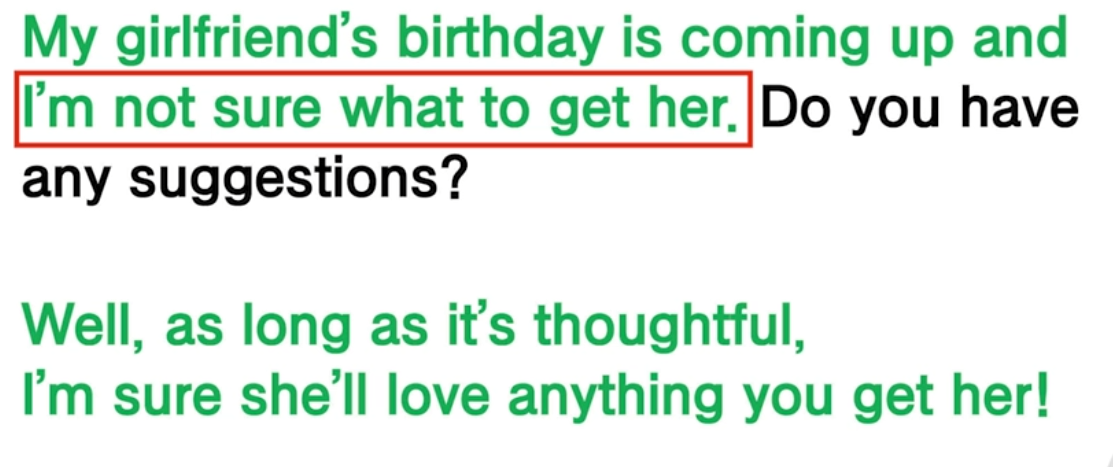 My girlfriend’s birthday is coming up and
I’m not sure what to get her. Do you have
any suggestions?
Well, as long as it’s thoughtful,
I’m sure she’ll love anything you get her!